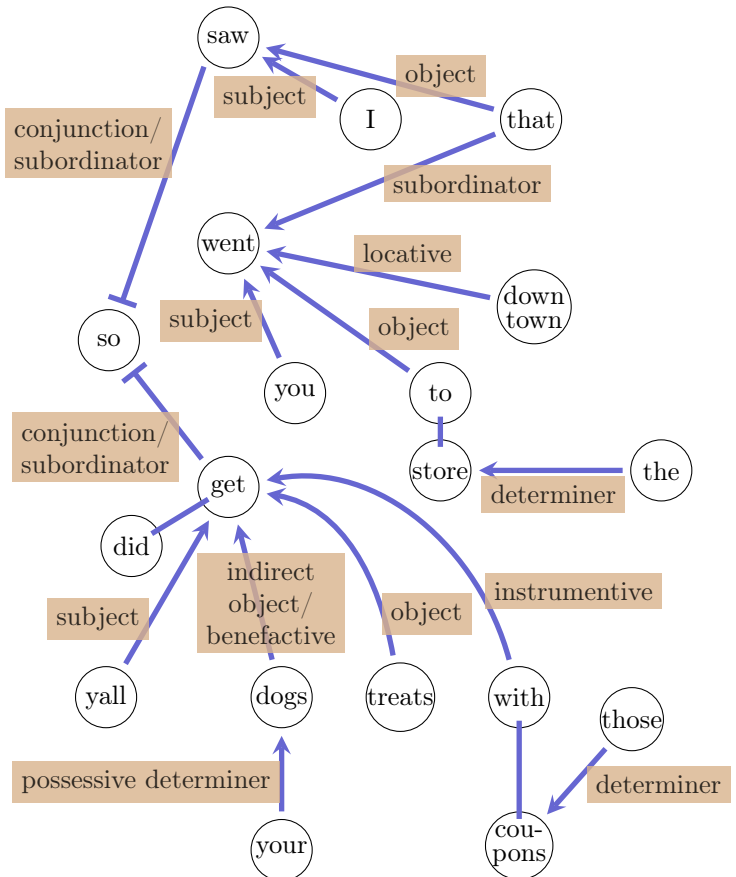 saw
object
subject
I
that
conjunction/
subordinator
subordinator
went
locative
down
town
subject
object
so
you
to
conjunction/
subordinator
get
store
the
determiner
did
indirect
object/
benefactive
instrumentive
subject
object
yall
dogs
treats
with
those
possessive determiner
determiner
your
cou-
pons